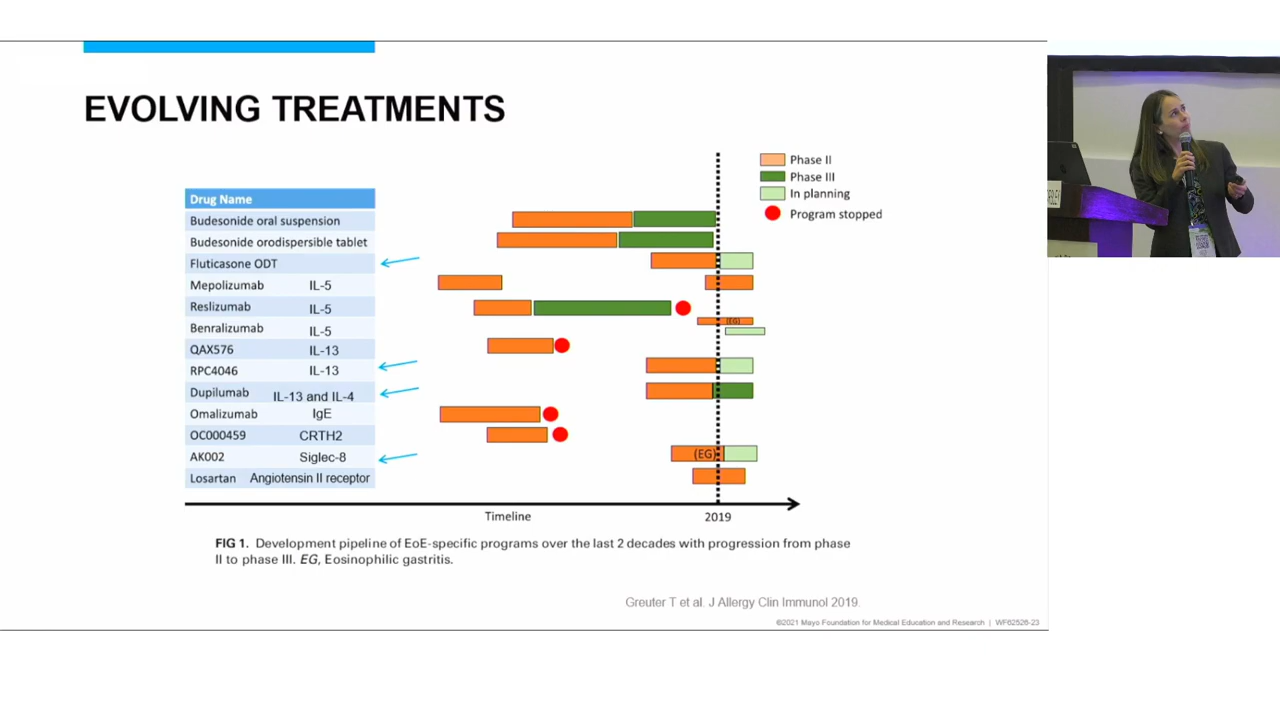 EVOLVING TREATMENTS
Phase II
Phase III
In planning
Program stopped
Drug Name
Budesonide oral suspension
Budesonide orodispersible tablet
Fluticasone ODT
Mepolizumab IL-5
Reslizumab IL-5
Benralizumab IL-5
(EG)
QAX576 IL-13
RPC4046 IL-13
Dupilumab IL-13 and IL-4
Omalizumab IgE
OC000459 CRTH2
AK002 Siglec-8
(EG)
Losartan Angiotensin II receptor
Timeline 2019
FIG 1. Development pipeline of EoE-specific programs over the last 2 decades with progression from phase
II to phase III. EG, Eosinophilic gastritis.
Greuter T et al. J Allergy Clin Immunol 2019.
©2021 Mayo Foundation for Medical Education and Research | WF62526-23